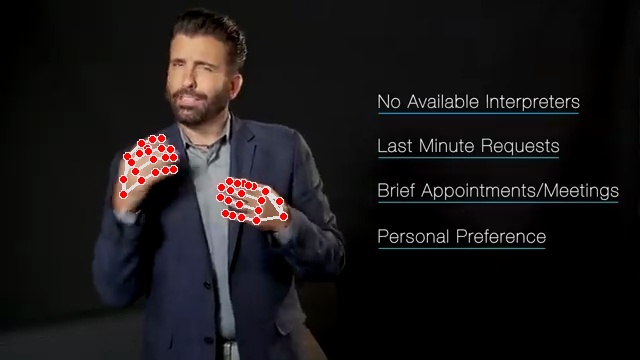 No Available Interpreters
Last Minute Requests
Brief Appointments/Meetings
Personal Preference